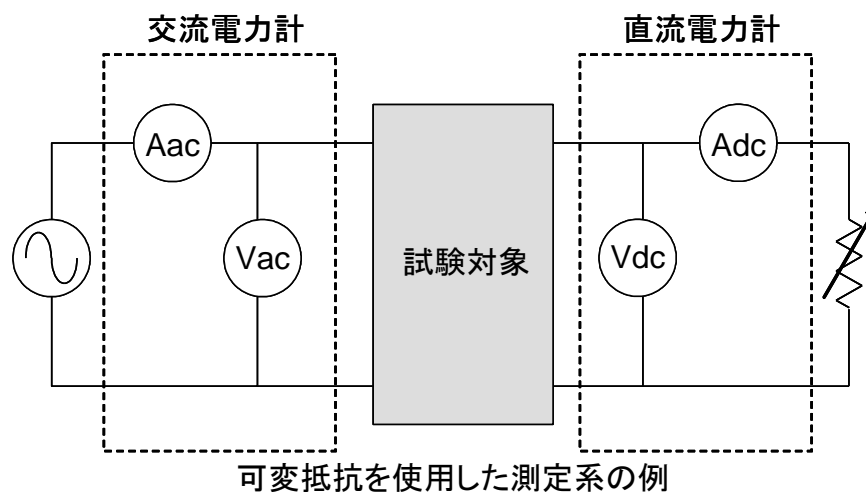 交流電力計
直流電力計
Aac
Adc
Vac
試験対象
Vdc
可変抵抗を使用した測定系の例